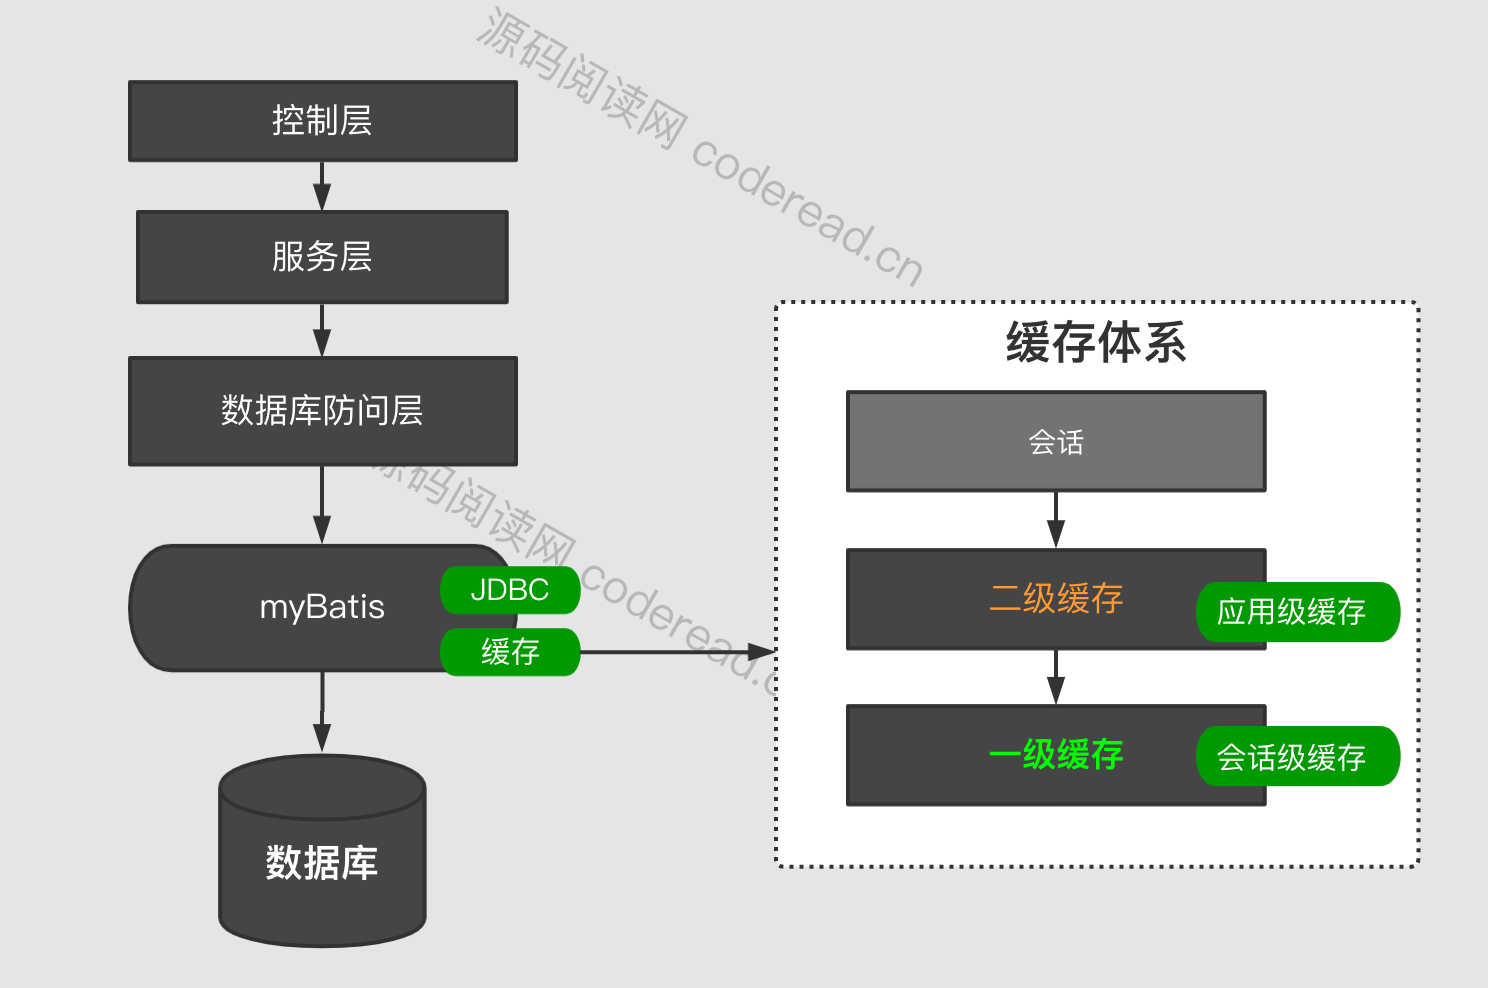 源码阅读网 coderead.cn
控制层
服务层
数据库防问层
源码阅读网 coderead.c
myBatis
JDBC
缓存
数据库
缓存体系
会话
二级缓存
应用级缓存
一级缓存
会话级缓存